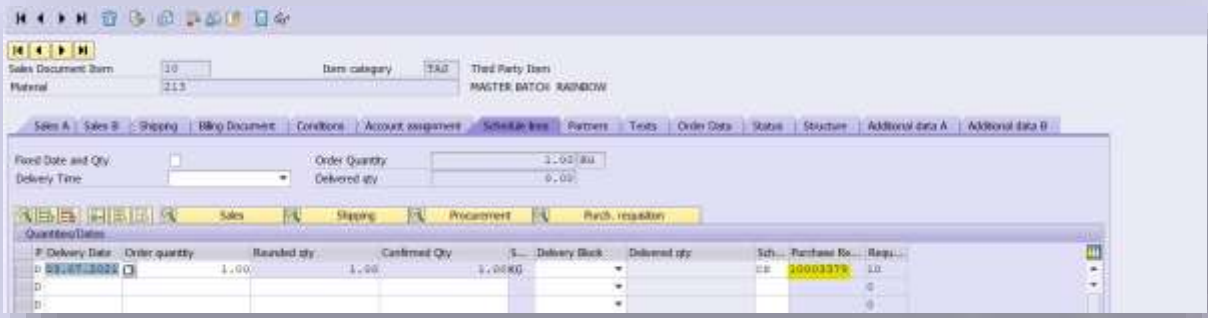 Sales Document Item 10 Item category TAS Third Party Item
Material 213 MASTER BATCH RAINBOW
Sales A Sales B Shipping Billing Document Conditions Account assignment Schedule lines Partners Texts Order Data Status Structure Additional data A Additional data B
Fixed Date and Qty Order Quantity 1.00 KG
Delivery Time Delivered qty 0.00
Sales Shipping Procurement Purch. requisition
Quantities/Dates
P Delivery Date Order quantity Rounded qty Confirmed Qty S... Delivery Block Delivered qty Sch... Purchase Re... Requ...
D 1.00 1.00 1.00 KG 10003379 10
D 0
D 0